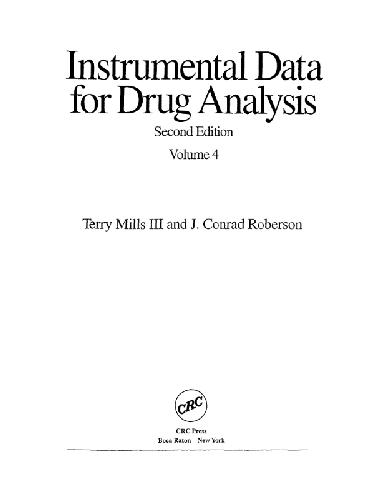 Instrumental Data
for Drug Analysis
Second Edition
Volume 4
Terry Mills III and J. Conrad Roberson
CRC
CRC Press
Boca Raton New York